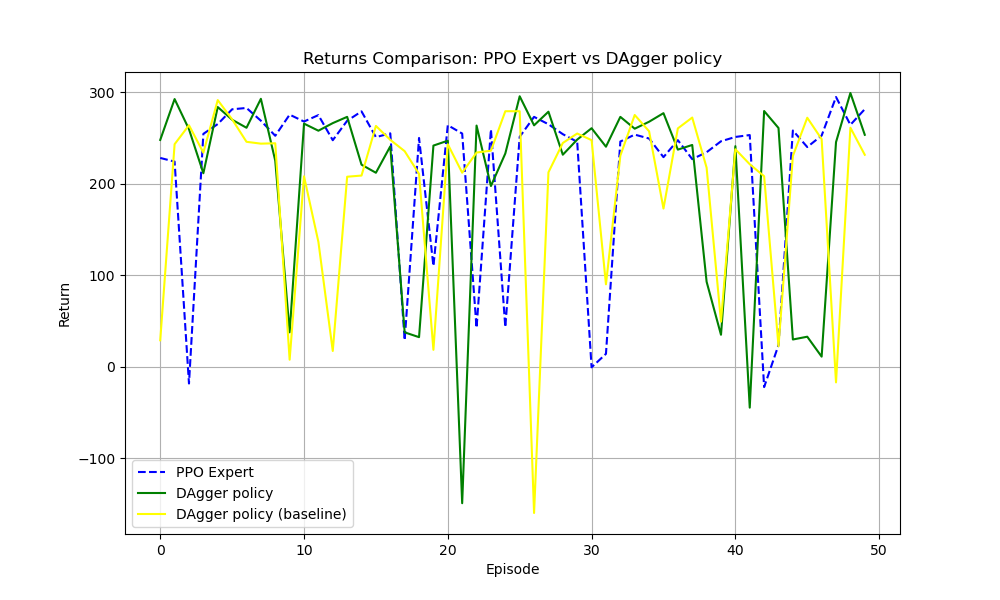 Returns Comparison: PPO Expert vs DAgger policy
300
200
100
0
−100
Return
PPO Expert
DAgger policy
DAgger policy (baseline)
0 10 20 30 40 50
Episode